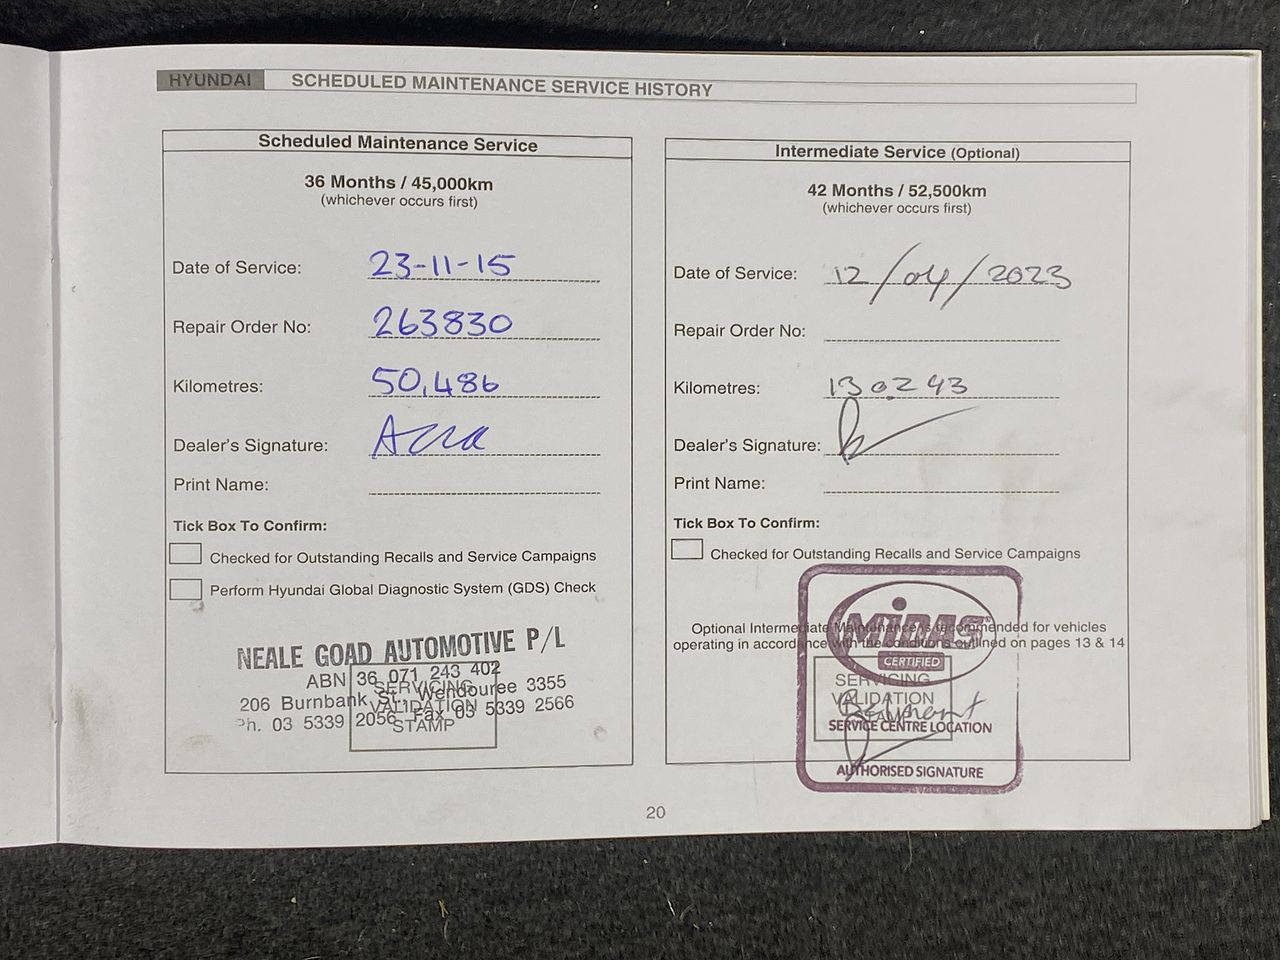 HYUNDAI SCHEDULED MAINTENANCE SERVICE HISTORY
Scheduled Maintenance Service
36 Months / 45,000km
(whichever occurs first)
Date of Service: 23-11-15
Repair Order No: 263830
Kilometres: 50,486
Dealer's Signature:
Print Name:
Tick Box To Confirm:
Checked for Outstanding Recalls and Service Campaigns
Perform Hyundai Global Diagnostic System (GDS) Check
NEALE GOAD AUTOMOTIVE P/L
ABN 36 071 243 402
206 Burnbank St., Wendouree 3355
Ph. 03 5339 2056 Fax 03 5339 2566
SERVICING
VALIDATION
STAMP
Intermediate Service (Optional)
42 Months / 52,500km
(whichever occurs first)
Date of Service: 12/04/2023
Repair Order No:
Kilometres: 130243
Dealer's Signature:
Print Name:
Tick Box To Confirm:
Checked for Outstanding Recalls and Service Campaigns
Optional Intermediate Maintenance is recommended for vehicles
operating in accordance with the conditions outlined on pages 13 & 14
MIDAS
CERTIFIED
SERVICING
VALIDATION
STAMP
Belmont
SERVICE CENTRE LOCATION
AUTHORISED SIGNATURE
20